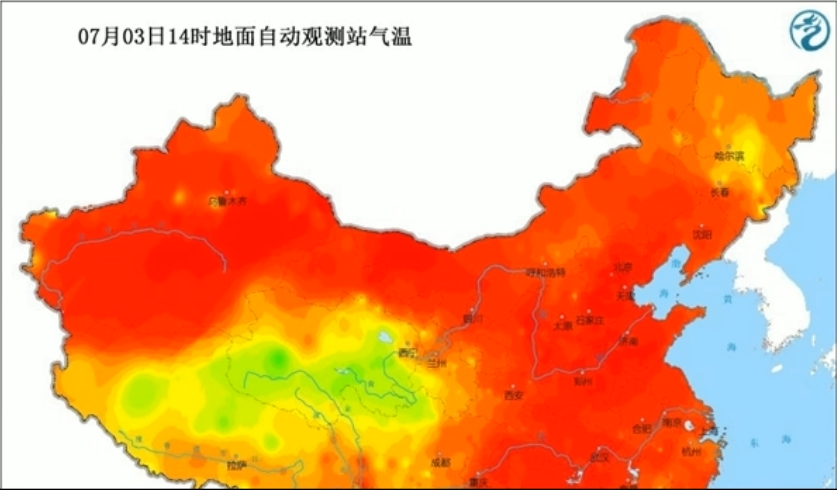 07月03日14时地面自动观测站气温
哈尔滨
长春
乌鲁木齐
沈阳
呼和浩特
北京
渤
天津
海
黄
银川
太原
石家庄
济南
海
西宁
兰州
郑州
西安
合肥
南京
上海
东
海
杭州
拉萨
成都
武汉
重庆